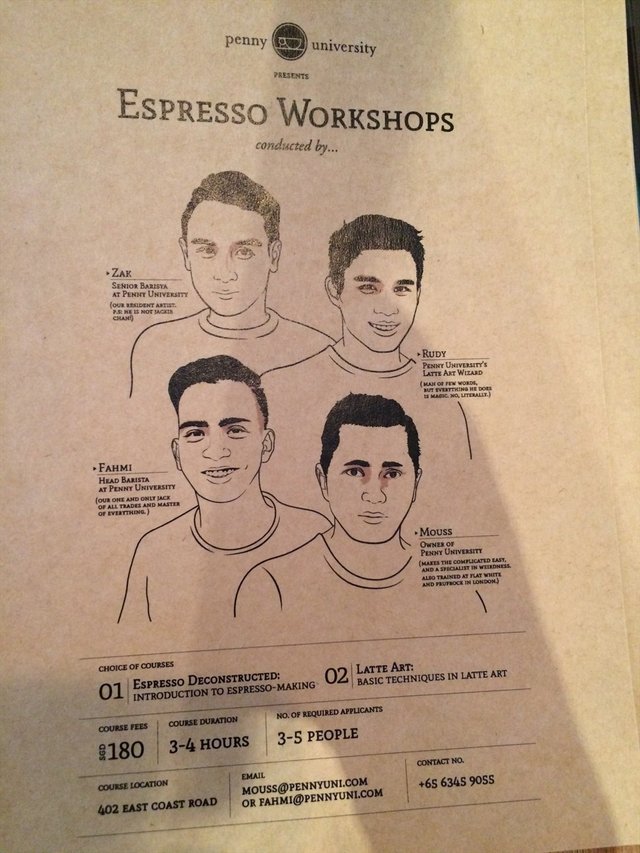 penny university
PRESENTS
ESPRESSO WORKSHOPS
conducted by...
ZAK
SENIOR BARISTA
AT PENNY UNIVERSITY
(OUR RESIDENT ARTIST.
P.S: HE IS NOT JACKIE
CHAN!)
RUDY
PENNY UNIVERSITY'S
LATTE ART WIZARD
(MAN OF FEW WORDS,
BUT EVERYTHING HE DOES
IS MAGIC. NO, LITERALLY.)
FAHMI
HEAD BARISTA
AT PENNY UNIVERSITY
(OUR ONE AND ONLY JACK
OF ALL TRADES AND MASTER
OF EVERYTHING.)
MOUSS
OWNER OF
PENNY UNIVERSITY
(MAKES THE COMPLICATED EASY,
AND A SPECIALIST IN WEIRDNESS.
ALSO TRAINED AT FLAT WHITE
AND PRUFROCK IN LONDON.)
CHOICE OF COURSES
01 ESPRESSO DECONSTRUCTED:
INTRODUCTION TO ESPRESSO-MAKING
02 LATTE ART:
BASIC TECHNIQUES IN LATTE ART
COURSE FEES
SGD 180
COURSE DURATION
3-4 HOURS
NO. OF REQUIRED APPLICANTS
3-5 PEOPLE
COURSE LOCATION
402 EAST COAST ROAD
EMAIL
MOUSS@PENNYUNI.COM
OR FAHMI@PENNYUNI.COM
CONTACT NO.
+65 6345 9055